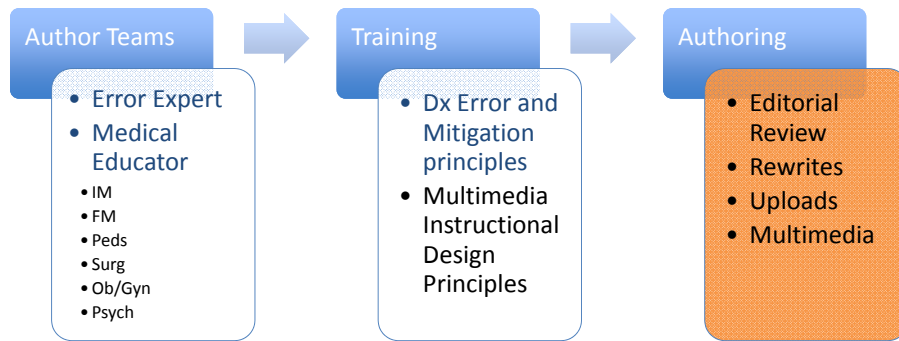 Author Teams
• Error Expert
• Medical
Educator
• IM
• FM
• Peds
• Surg
• Ob/Gyn
• Psych
Training
• Dx Error and
Mitigation
principles
• Multimedia
Instructional
Design
Principles
Authoring
• Editorial
Review
• Rewrites
• Uploads
• Multimedia